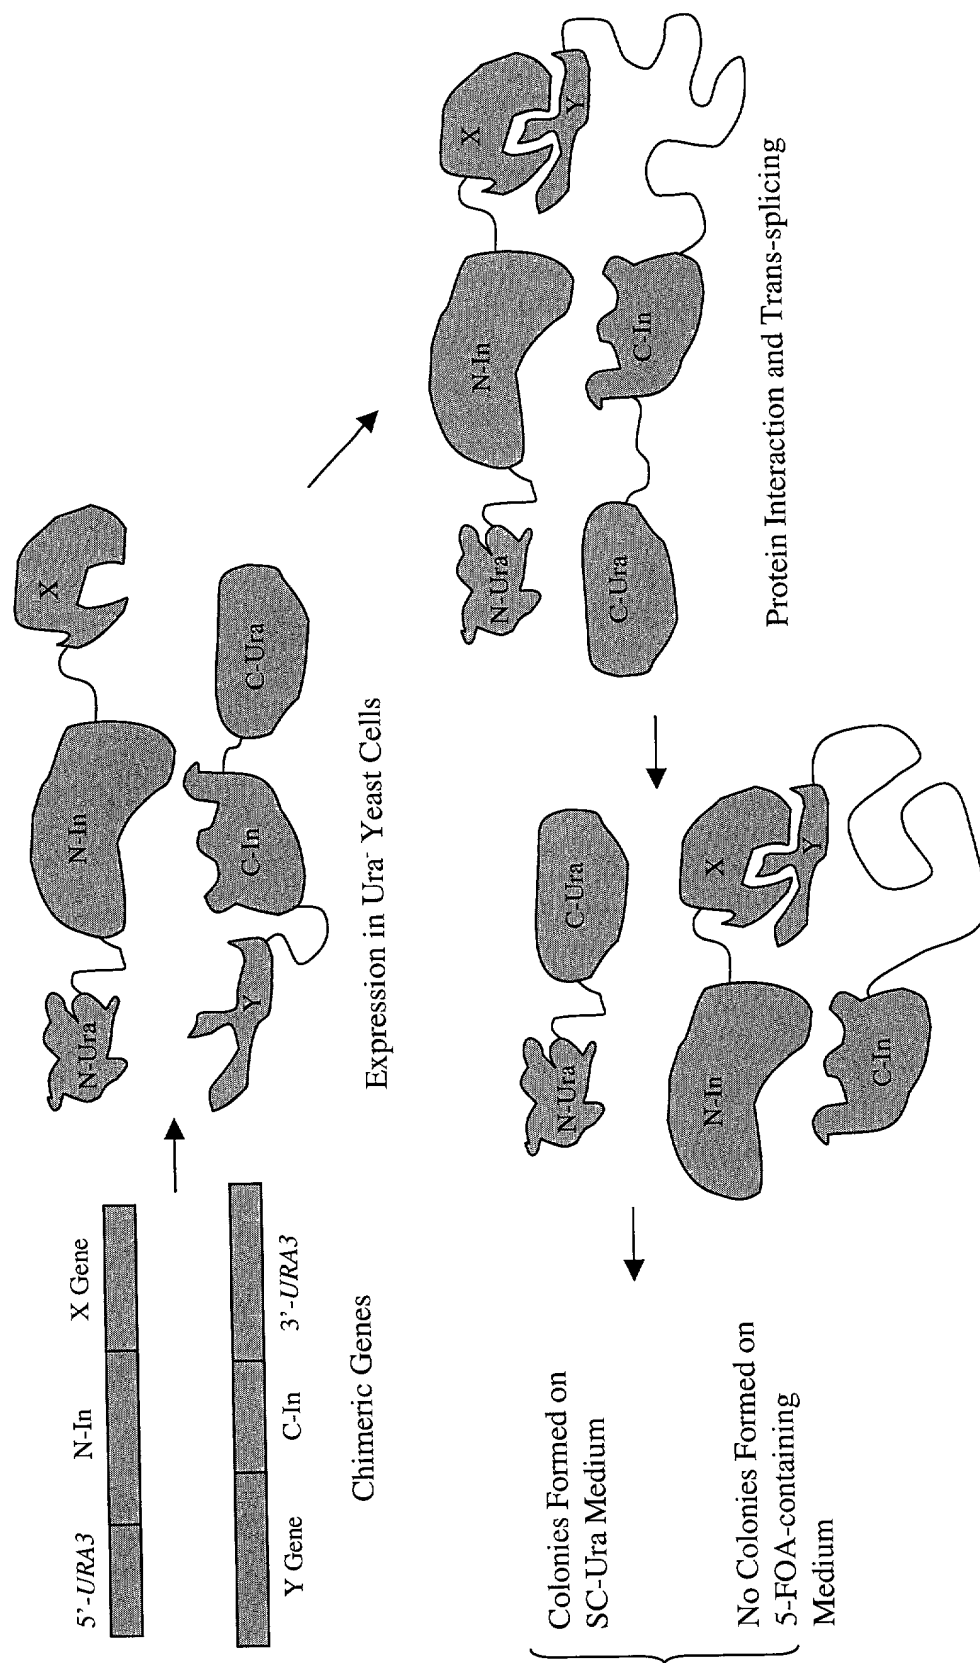 5'-URA3
N-In
X Gene
Y Gene
C-In
3'-URA3
Chimeric Genes
N-Ura
N-In
X
Y
C-In
C-Ura
Expression in Ura⁻ Yeast Cells
N-Ura
N-In
X
Y
C-Ura
C-In
Protein Interaction and Trans-splicing
N-Ura
C-Ura
N-In
X
Y
C-In
Colonies Formed on
SC-Ura Medium
No Colonies Formed on
5-FOA-containing
Medium